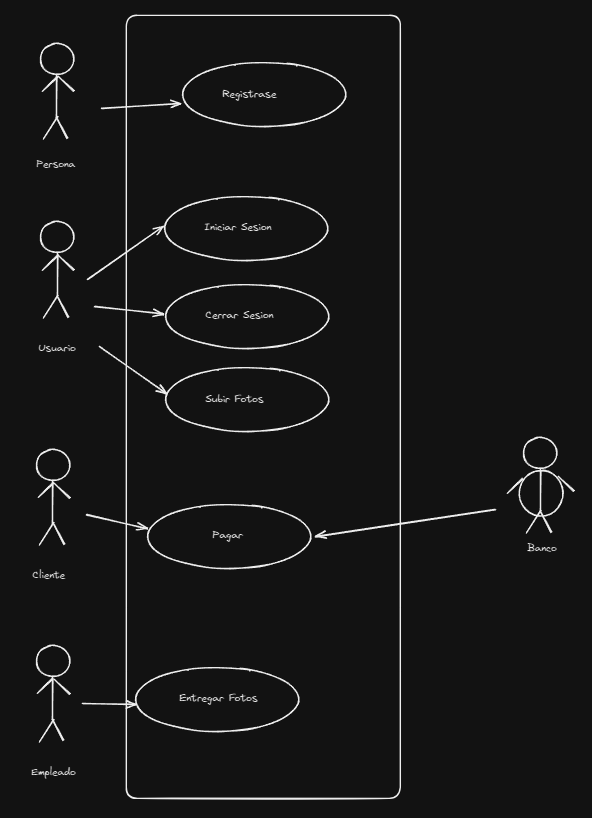 Registrase
Persona
Iniciar Sesion
Cerrar Sesion
Usuario
Subir Fotos
Pagar
Banco
Cliente
Entregar Fotos
Empleado